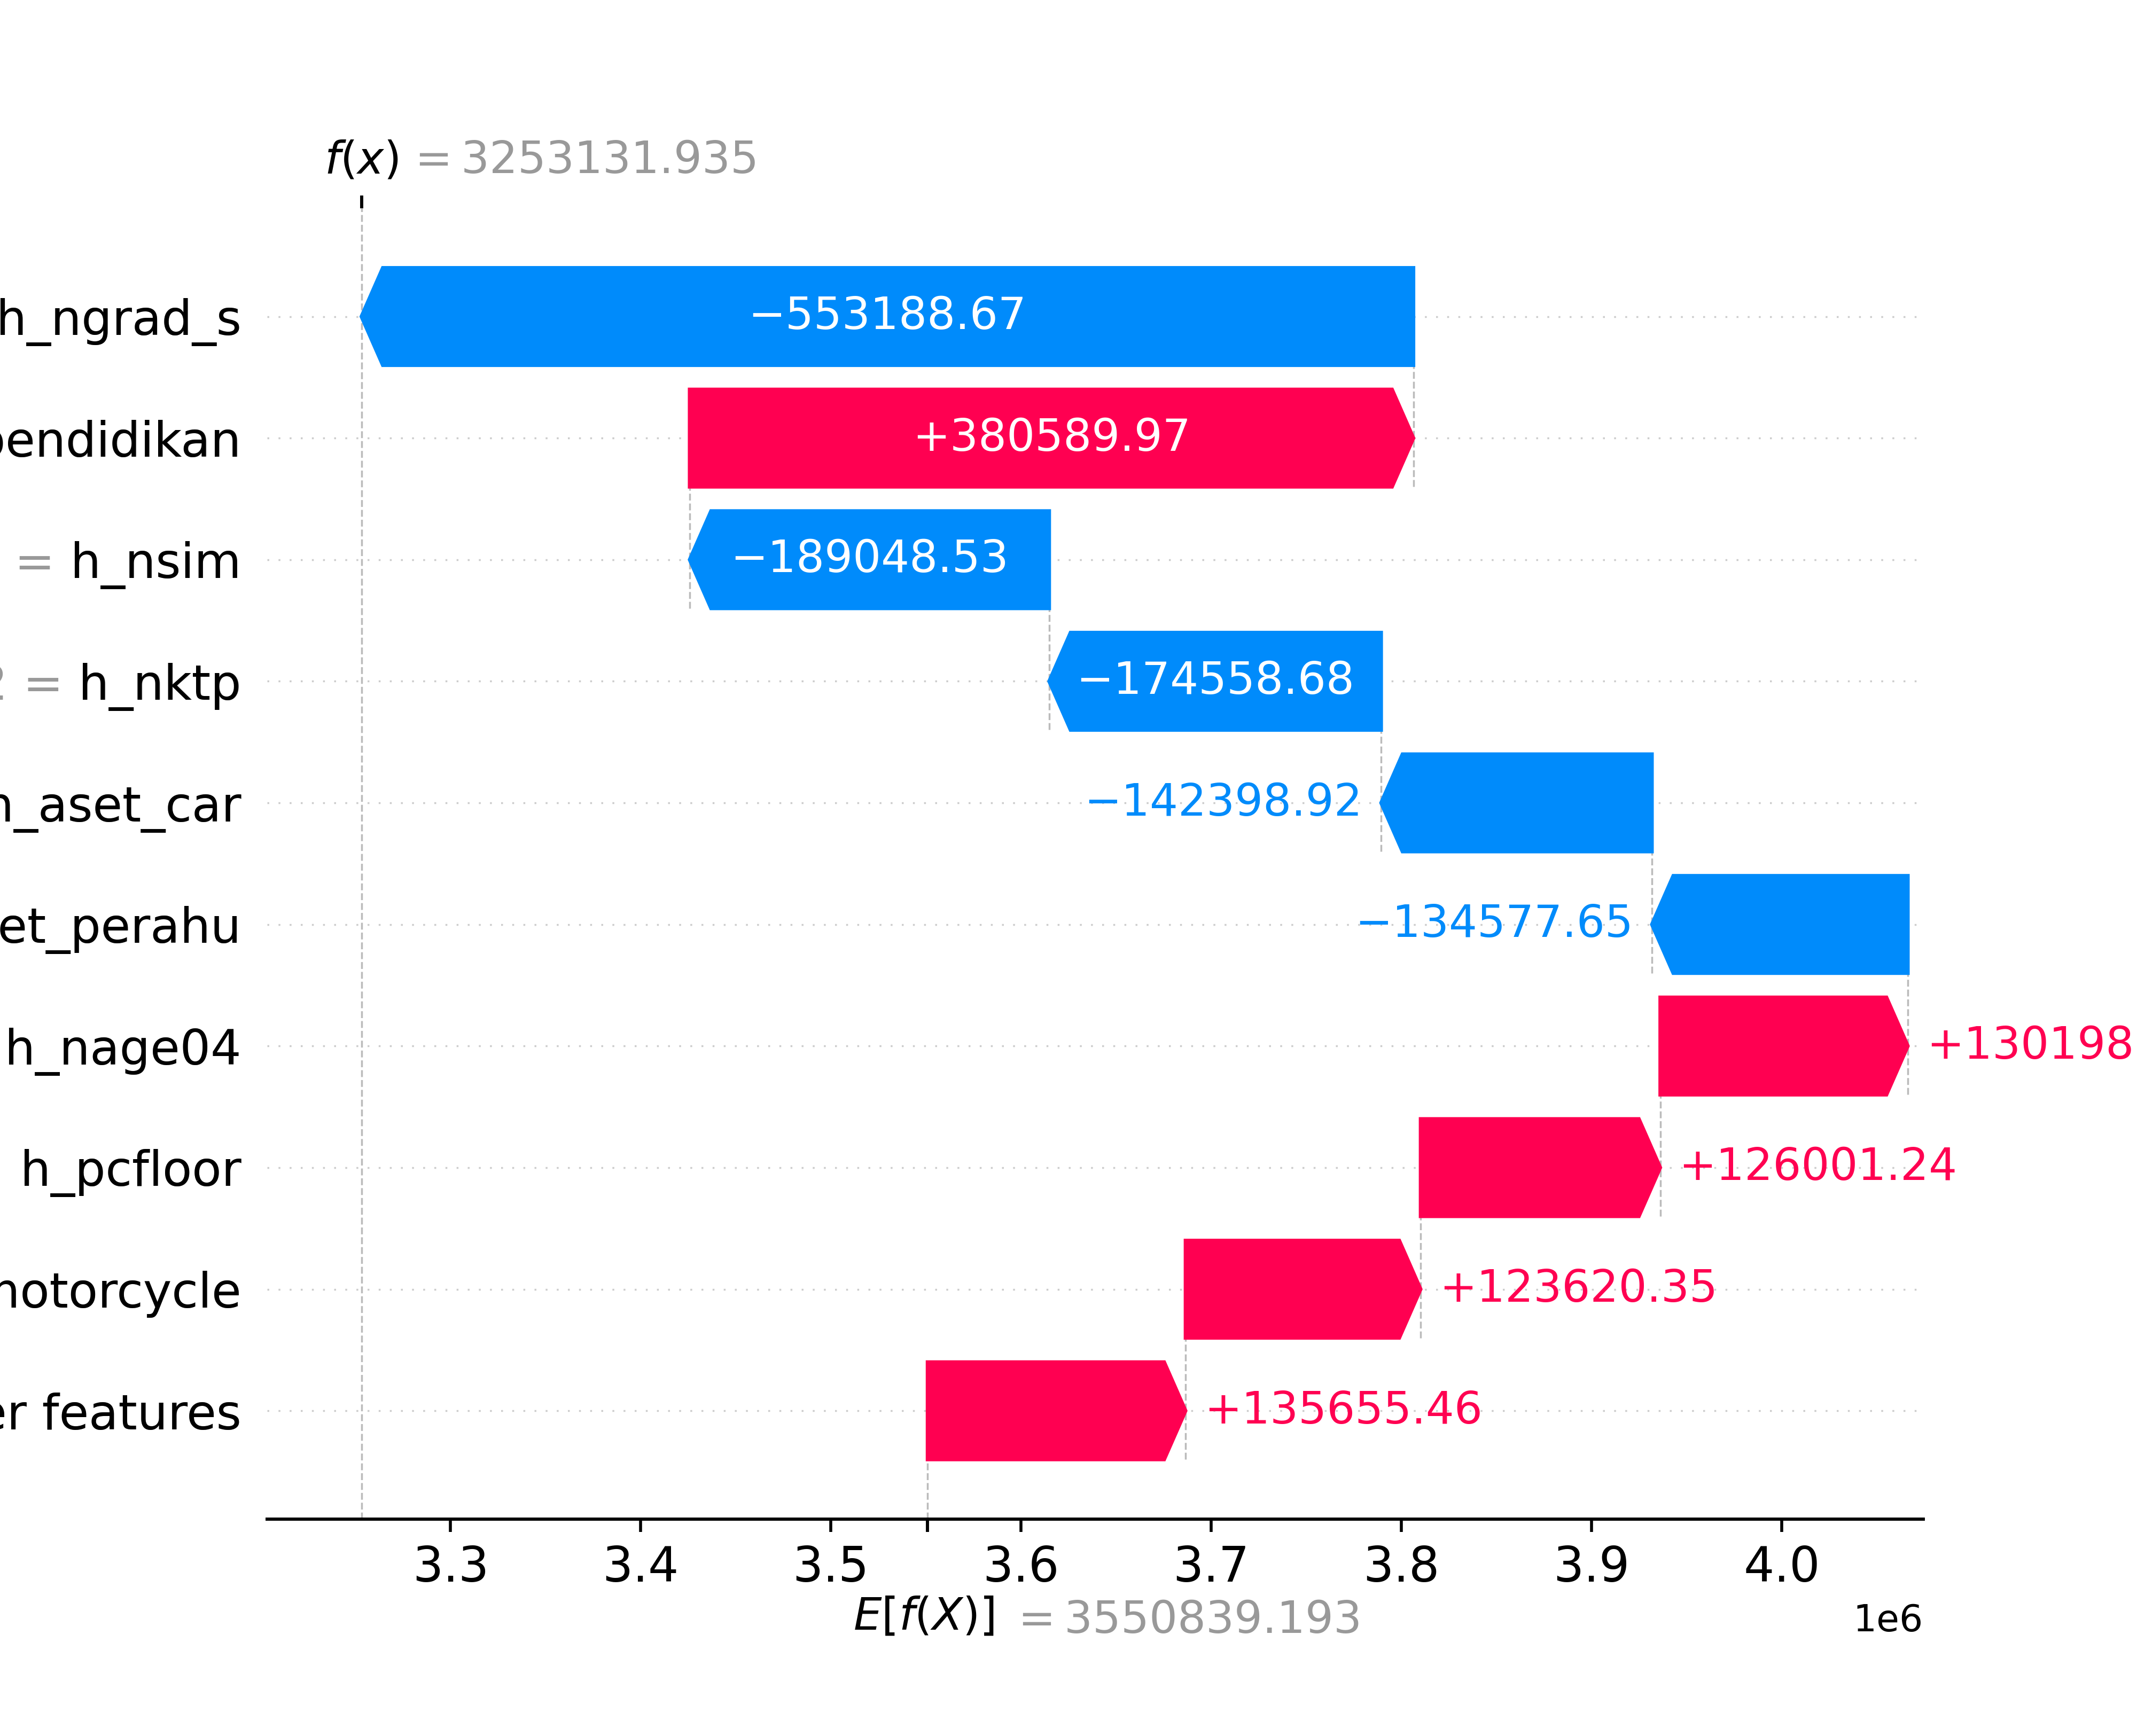 f(x) = 3253131.935
h_ngrad_s −553188.67
pendidikan +380589.97
= h_nsim −189048.53
2 = h_nktp −174558.68
h_aset_car −142398.92
et_perahu −134577.65
h_nage04 +130198
h_pcfloor +126001.24
motorcycle +123620.35
er features +135655.46
3.3 3.4 3.5 3.6 3.7 3.8 3.9 4.0
E[f(X)] = 3550839.193 1e6